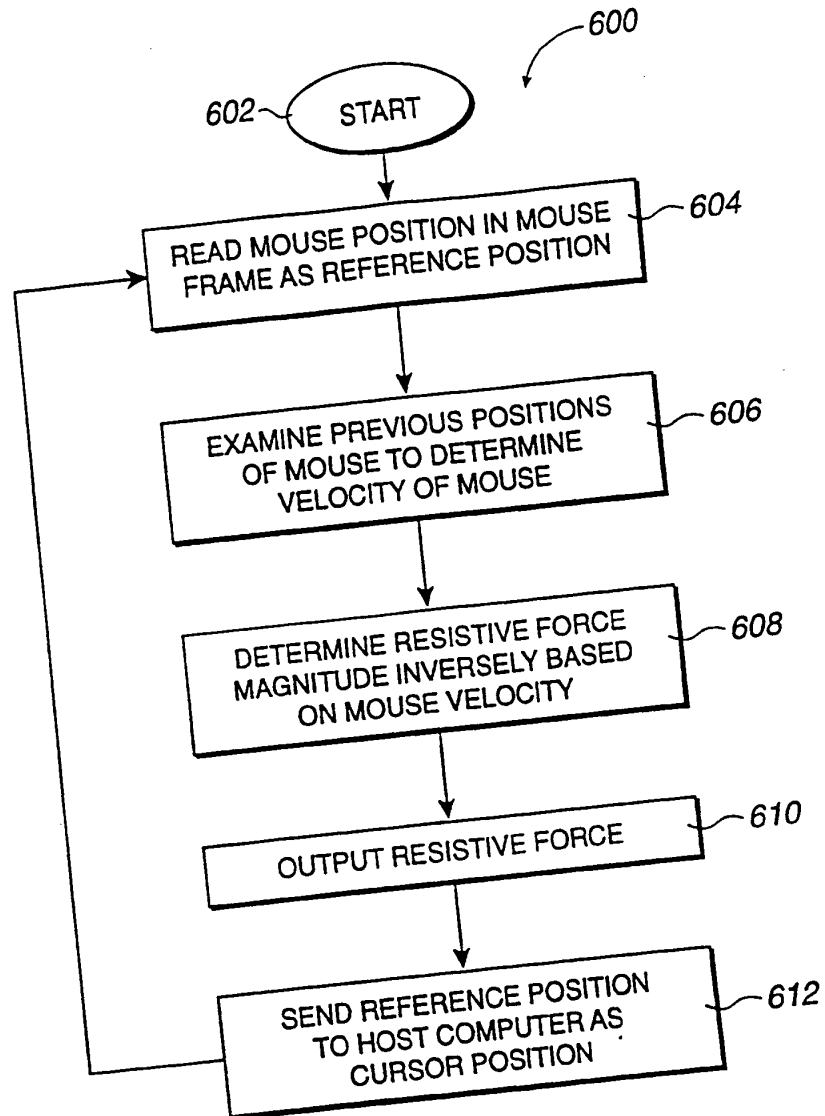 600
602
START
604
READ MOUSE POSITION IN MOUSE
FRAME AS REFERENCE POSITION
606
EXAMINE PREVIOUS POSITIONS
OF MOUSE TO DETERMINE
VELOCITY OF MOUSE
608
DETERMINE RESISTIVE FORCE
MAGNITUDE INVERSELY BASED
ON MOUSE VELOCITY
610
OUTPUT RESISTIVE FORCE
612
SEND REFERENCE POSITION
TO HOST COMPUTER AS
CURSOR POSITION